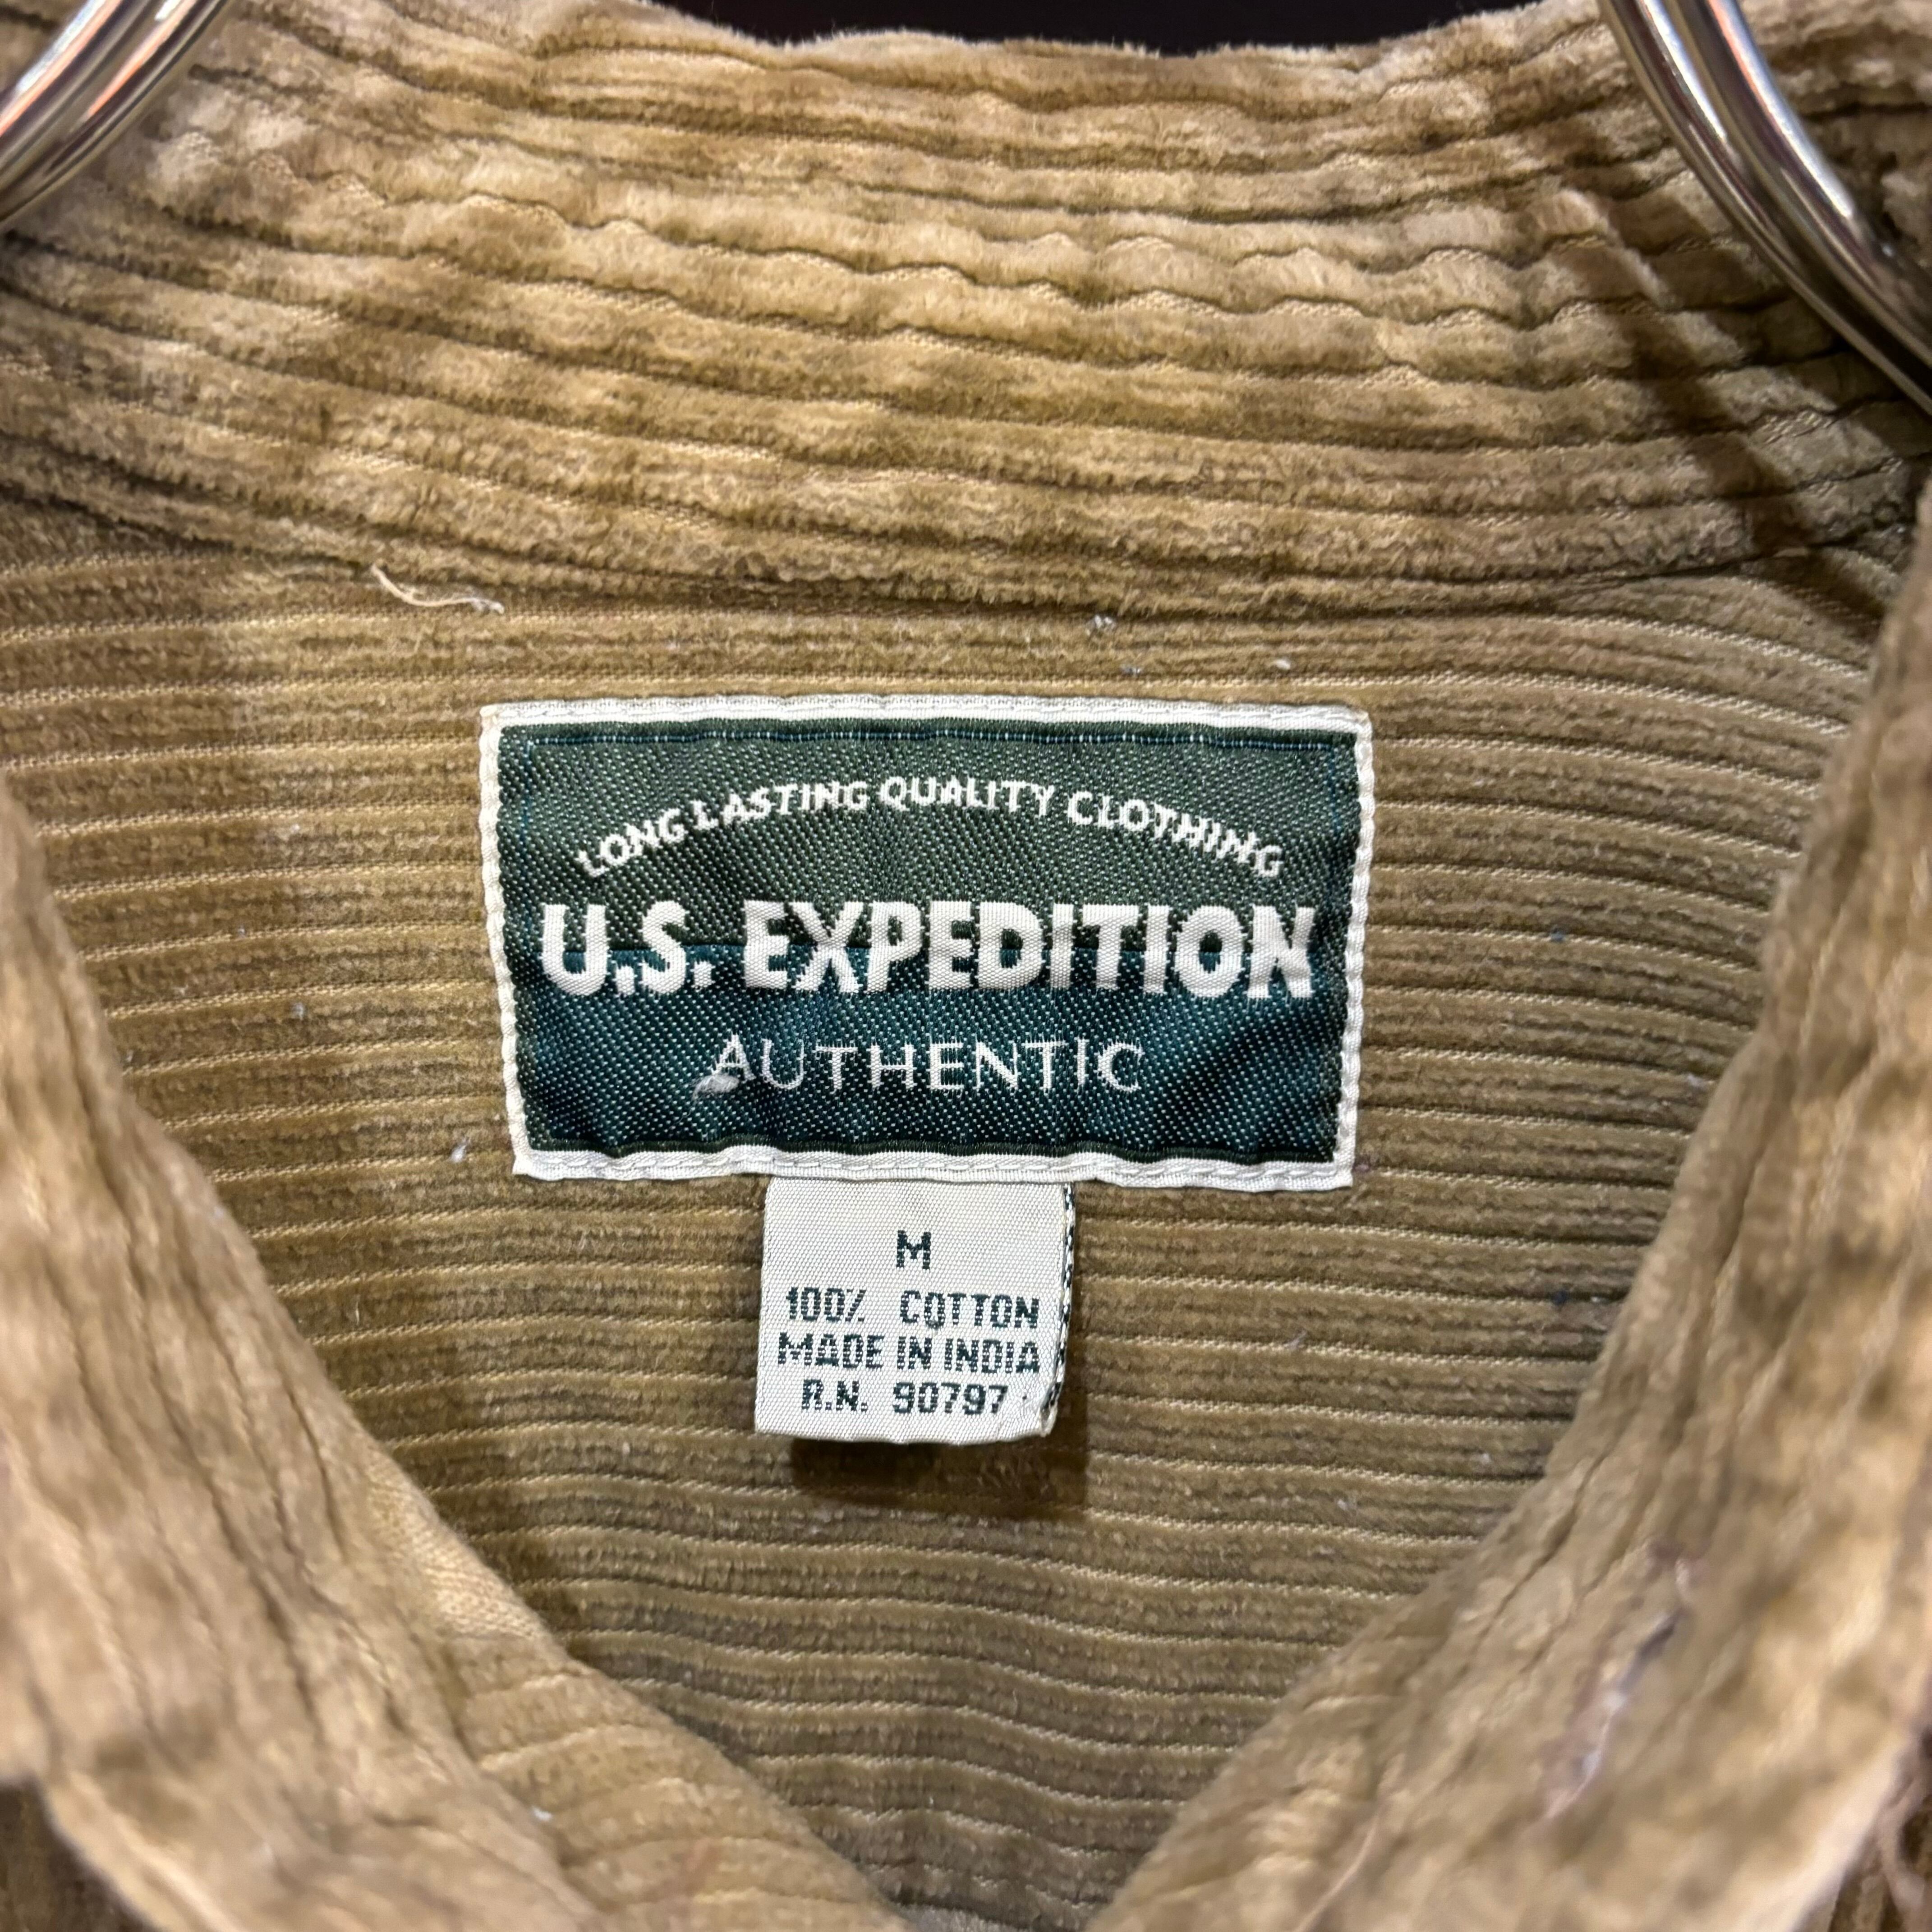 LONG LASTING QUALITY CLOTHING
U.S. EXPEDITION
AUTHENTIC
M
100% COTTON
MADE IN INDIA
R.N. 90797